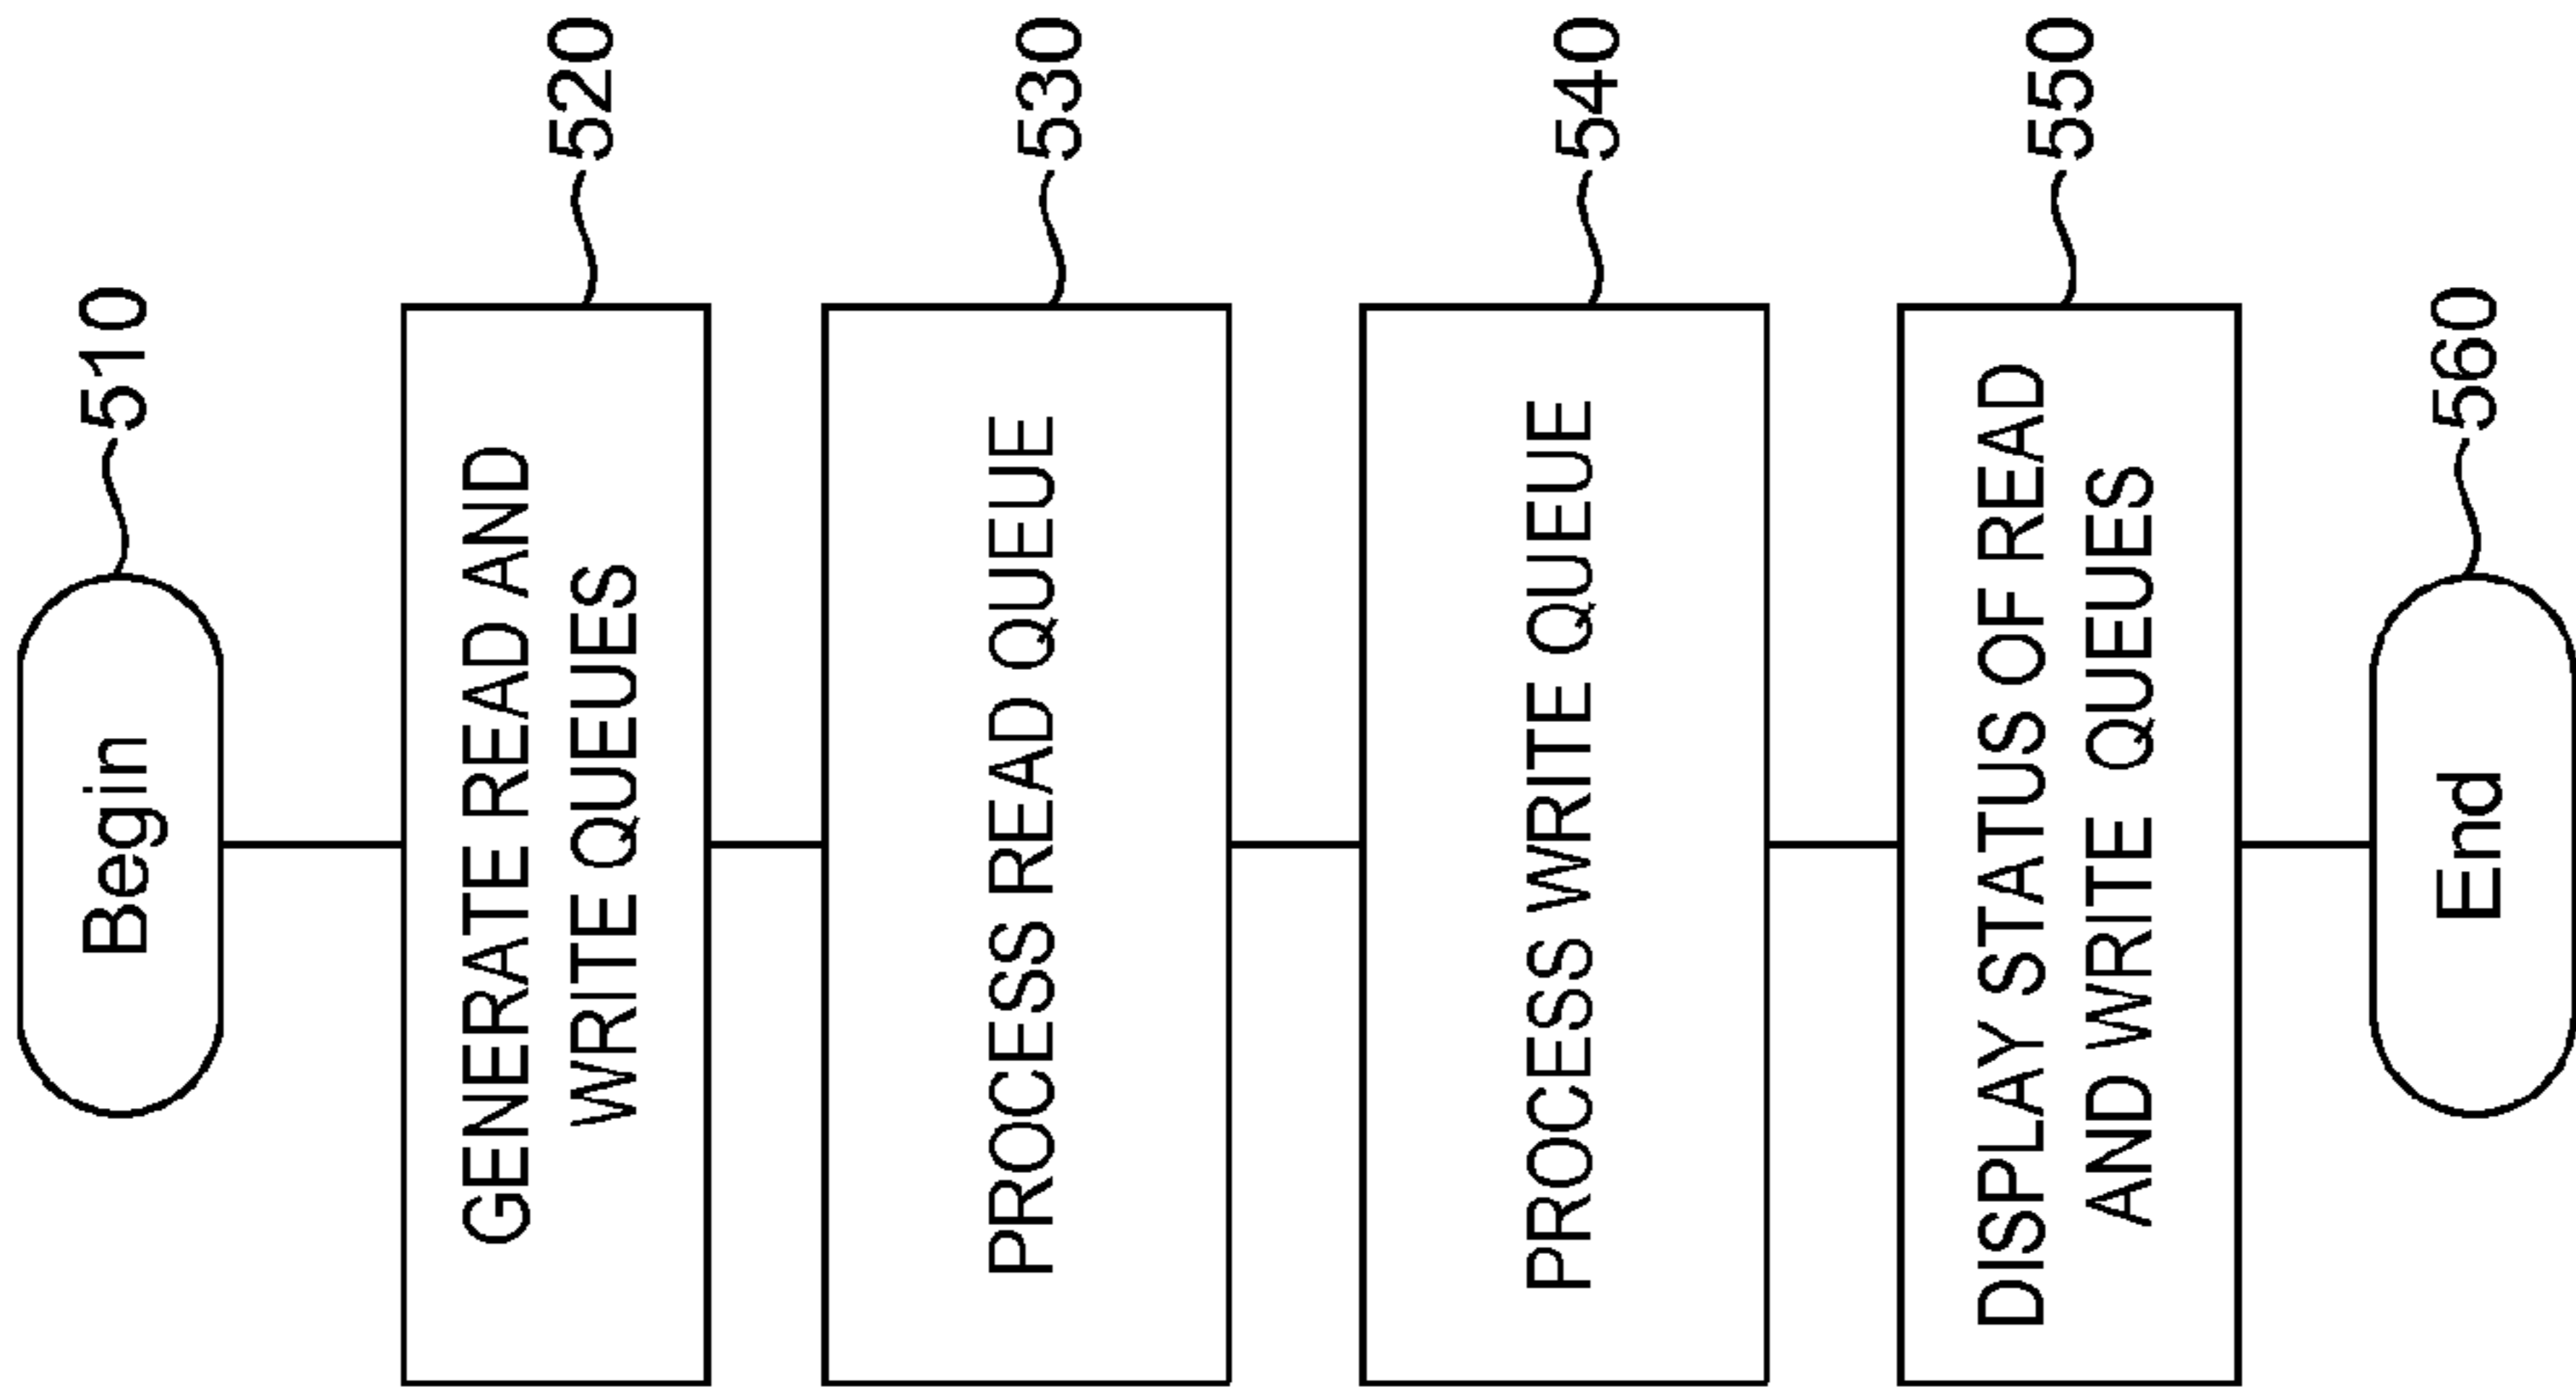 Begin
510
GENERATE READ AND
WRITE QUEUES
520
PROCESS READ QUEUE
530
PROCESS WRITE QUEUE
540
DISPLAY STATUS OF READ
AND WRITE QUEUES
550
End
560